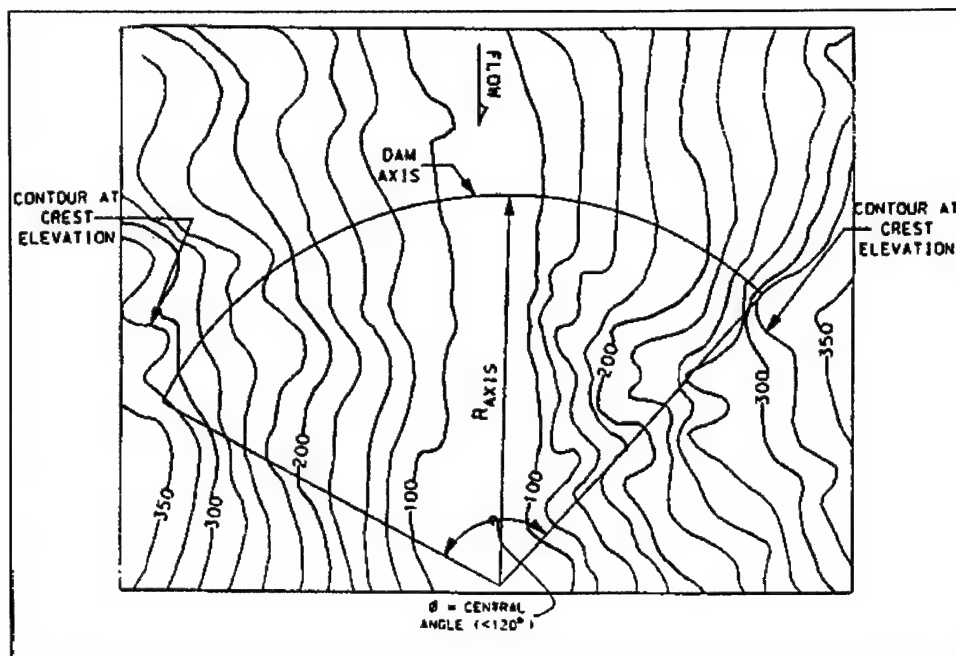 FLOW
DAM
AXIS
CONTOUR AT
CREST
ELEVATION
CONTOUR AT
CREST
ELEVATION
R AXIS
200
350
300
200
100
100
300
350
Ø = CENTRAL
ANGLE (<120°)